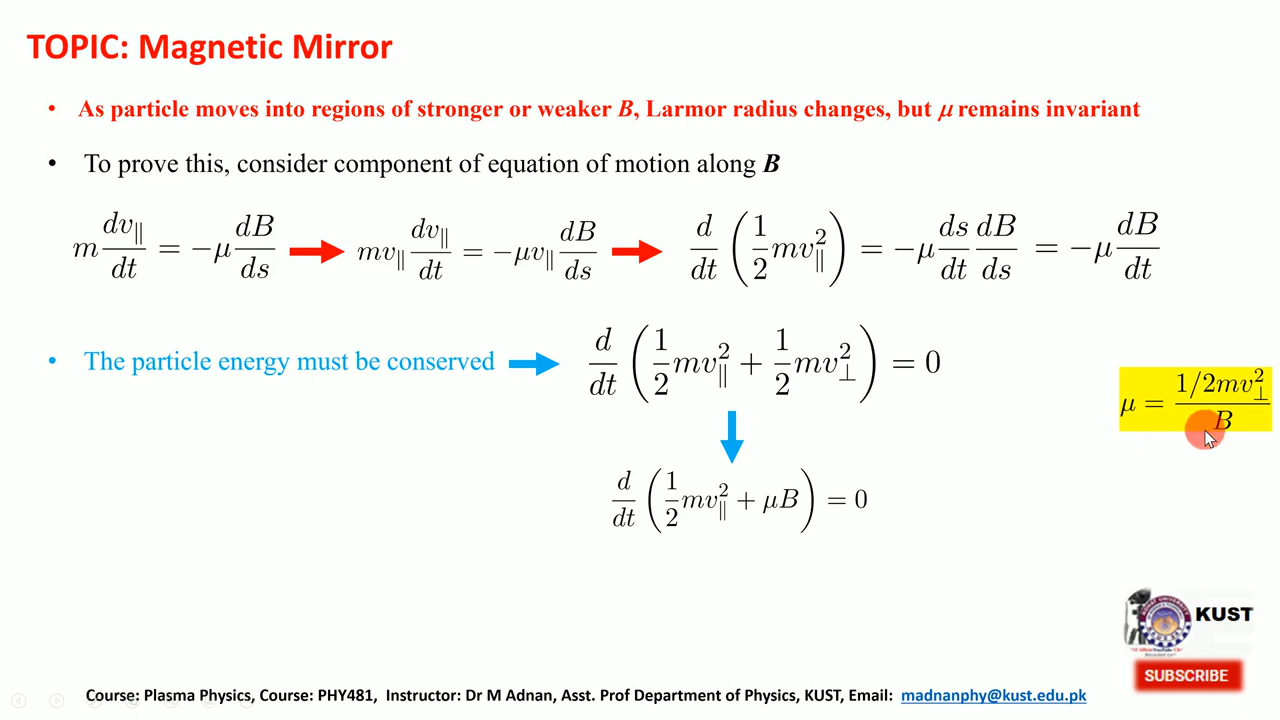 TOPIC: Magnetic Mirror
• As particle moves into regions of stronger or weaker B, Larmor radius changes, but μ remains invariant
• To prove this, consider component of equation of motion along B
m dv∥/dt = −μ dB/ds → mv∥ dv∥/dt = −μv∥ dB/ds → d/dt (1/2 mv∥²) = −μ ds/dt dB/ds = −μ dB/dt
• The particle energy must be conserved → d/dt (1/2 mv∥² + 1/2 mv⊥²) = 0
μ = 1/2mv⊥² / B
d/dt (1/2 mv∥² + μB) = 0
KUST
SUBSCRIBE
Course: Plasma Physics, Course: PHY481, Instructor: Dr M Adnan, Asst. Prof Department of Physics, KUST, Email: madnanphy@kust.edu.pk